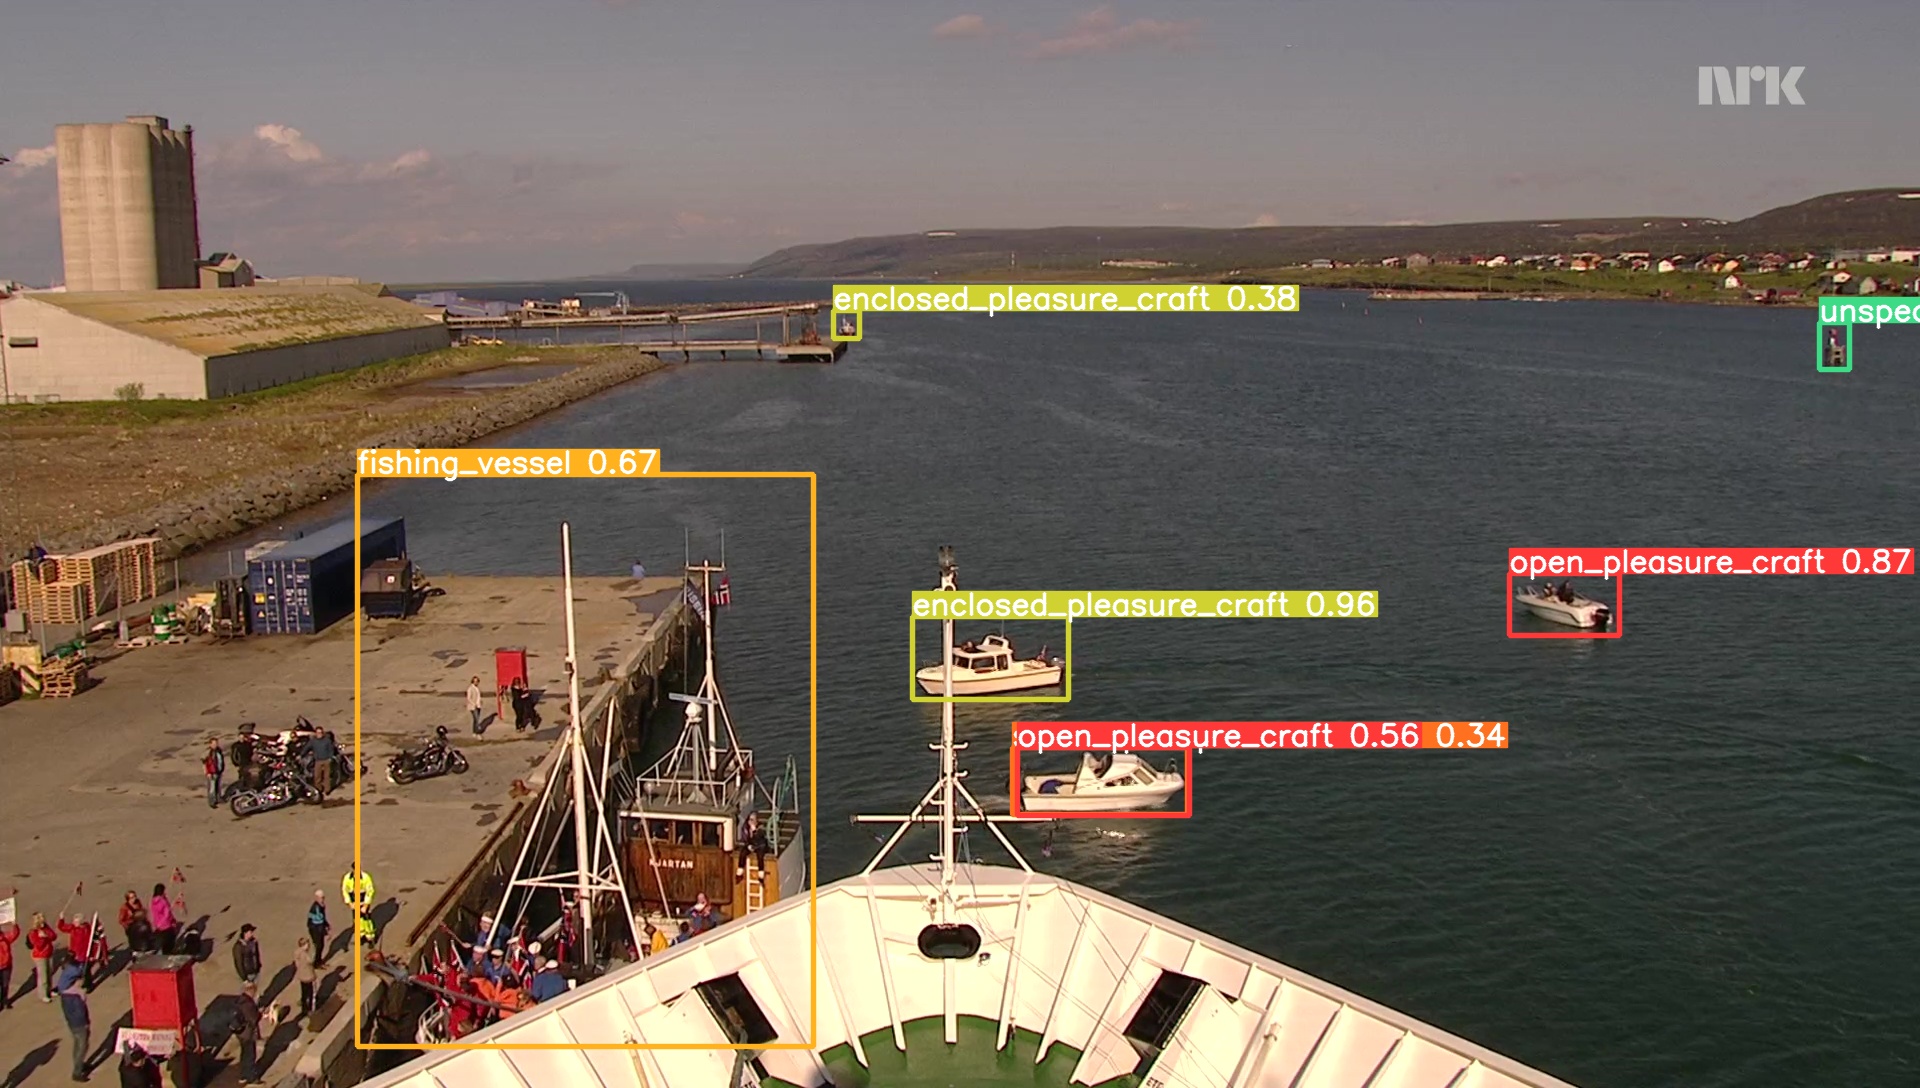 NrK
enclosed_pleasure_craft 0.38
unspec
fishing_vessel 0.67
open_pleasure_craft 0.87
enclosed_pleasure_craft 0.96
open_pleasure_craft 0.56 0.34
KJARTAN